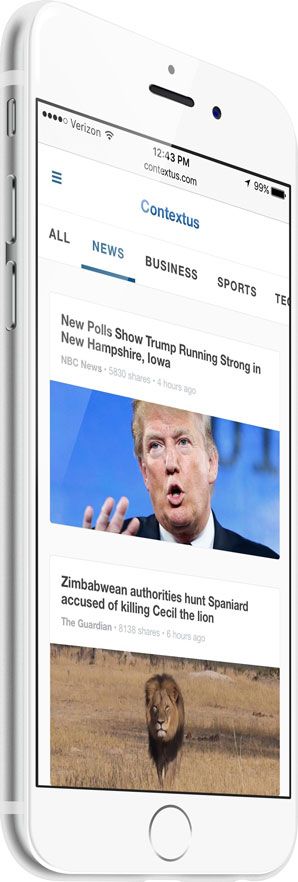 Verizon
12:43 PM
99%
contextus.com
Contextus
ALL NEWS BUSINESS SPORTS TEC
New Polls Show Trump Running Strong in
New Hampshire, Iowa
NBC News • 5830 shares • 4 hours ago
Zimbabwean authorities hunt Spaniard
accused of killing Cecil the lion
The Guardian • 8138 shares • 6 hours ago